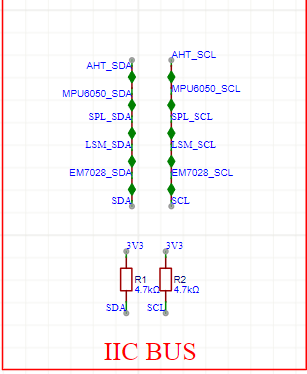 AHT_SDA AHT_SCL
MPU6050_SDA MPU6050_SCL
SPL_SDA SPL_SCL
LSM_SDA LSM_SCL
EM7028_SDA EM7028_SCL
SDA SCL
3V3 3V3
R1 R2
4.7kΩ 4.7kΩ
SDA SCL
IIC BUS